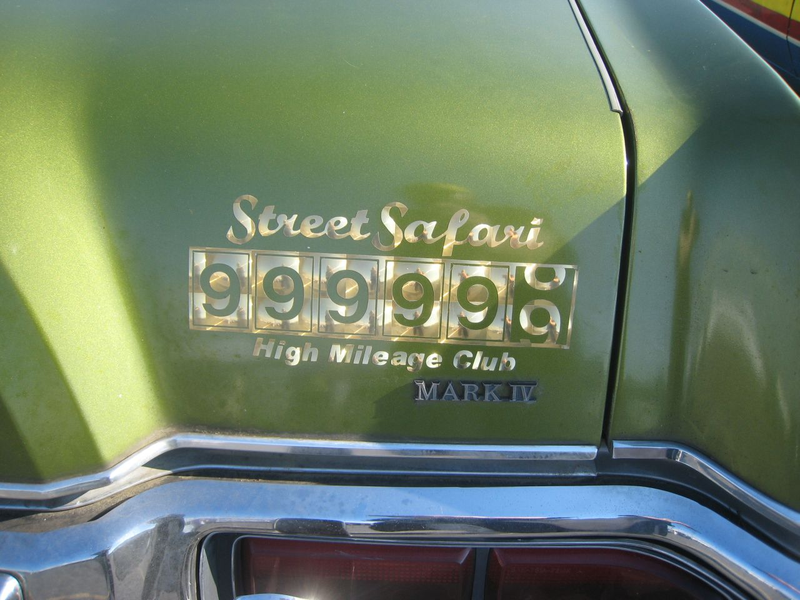 Street Safari
999999
High Mileage Club
MARK IV